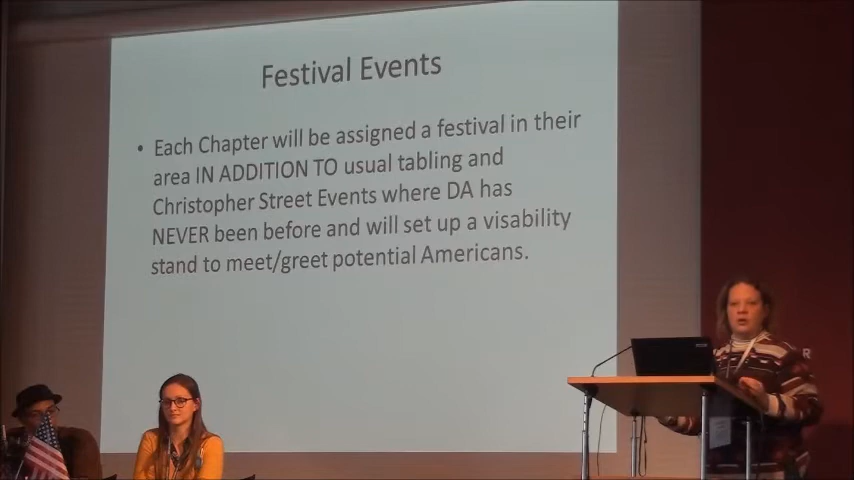 Festival Events
• Each Chapter will be assigned a festival in their
area IN ADDITION TO usual tabling and
Christopher Street Events where DA has
NEVER been before and will set up a visability
stand to meet/greet potential Americans.